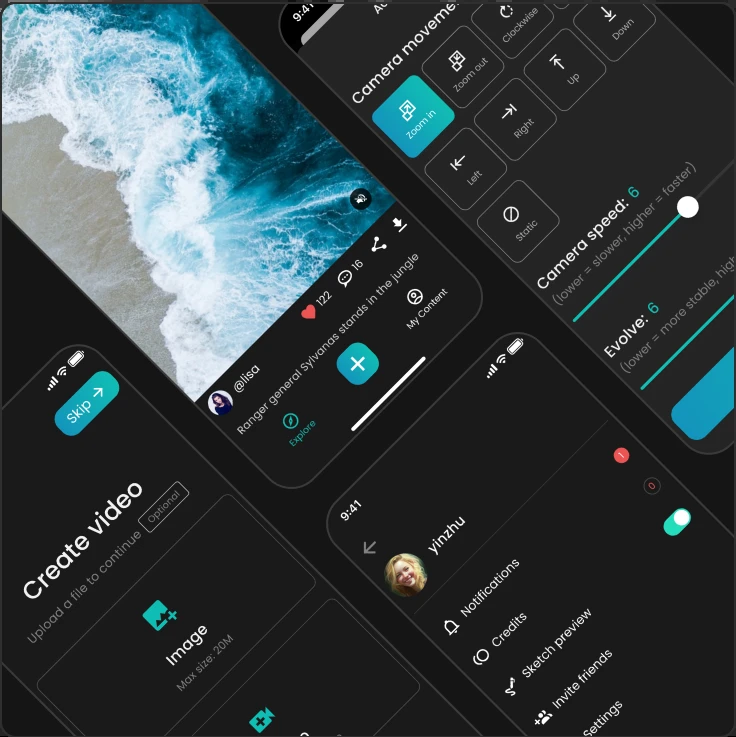 122
16
@lisa
Ranger general Sylvanas stands in the jungle
Explore
My Content
9:41
Camera moveme
Zoom in
Zoom out
Clockwise
Left
Right
Up
Down
Static
Camera speed: 6
(lower = slower, higher = faster)
Evolve: 6
(lower = more stable, hig
Skip
Create video
Optional
Upload a file to continue
Image
Max size: 20M
9:41
yinzhu
Notifications
1
Credits
0
Sketch preview
Invite friends
Settings